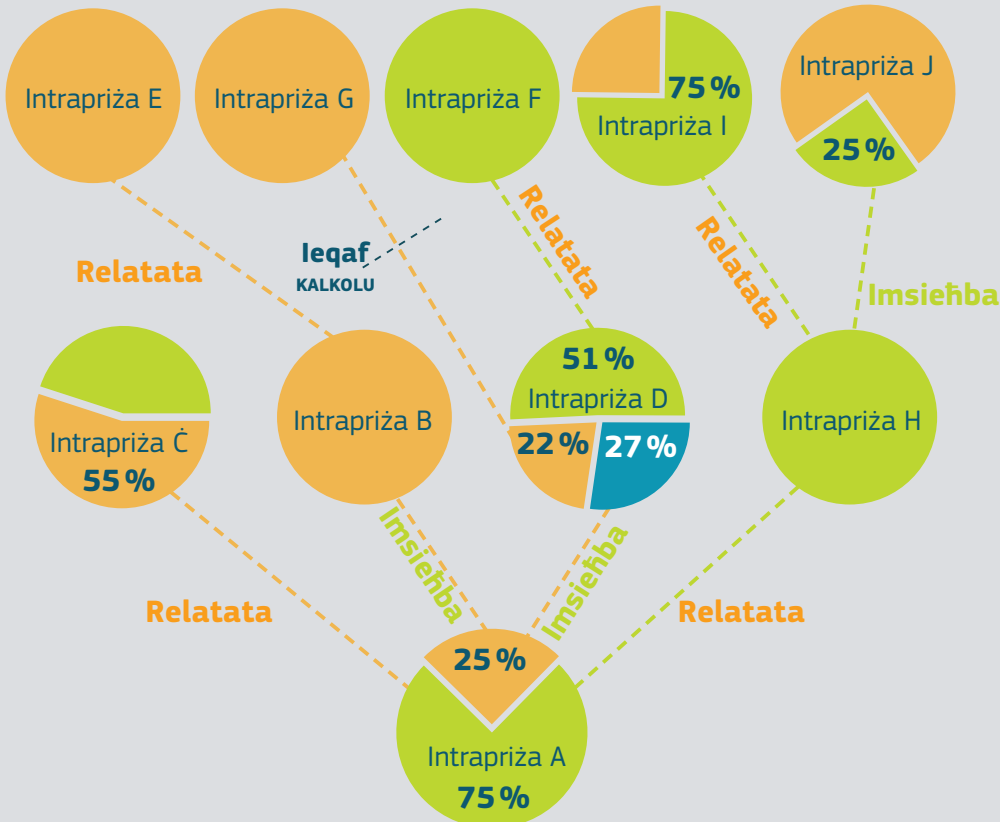 Intrapriża E
Intrapriża G
Intrapriża F
75 %
Intrapriża I
Intrapriża J
25 %
Relatata
Ieqaf
KALKOLU
Relatata
Relatata
Imsieħba
Intrapriża Ċ
55 %
Intrapriża B
51 %
Intrapriża D
22 %
27 %
Intrapriża H
Relatata
Imsieħba
Imsieħba
Relatata
25 %
Intrapriża A
75 %